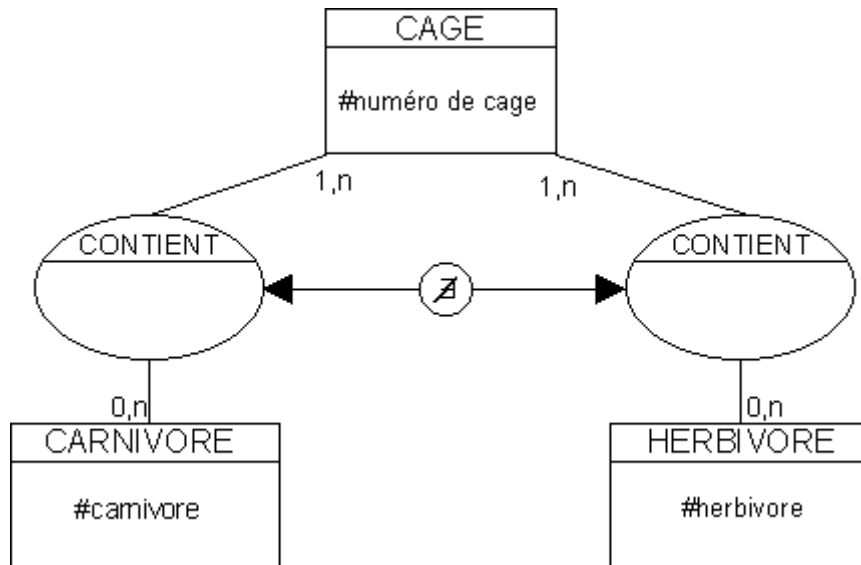 CAGE
#numéro de cage
1,n 1,n
CONTIENT CONTIENT
∄
0,n 0,n
CARNIVORE HERBIVORE
#carnivore #herbivore